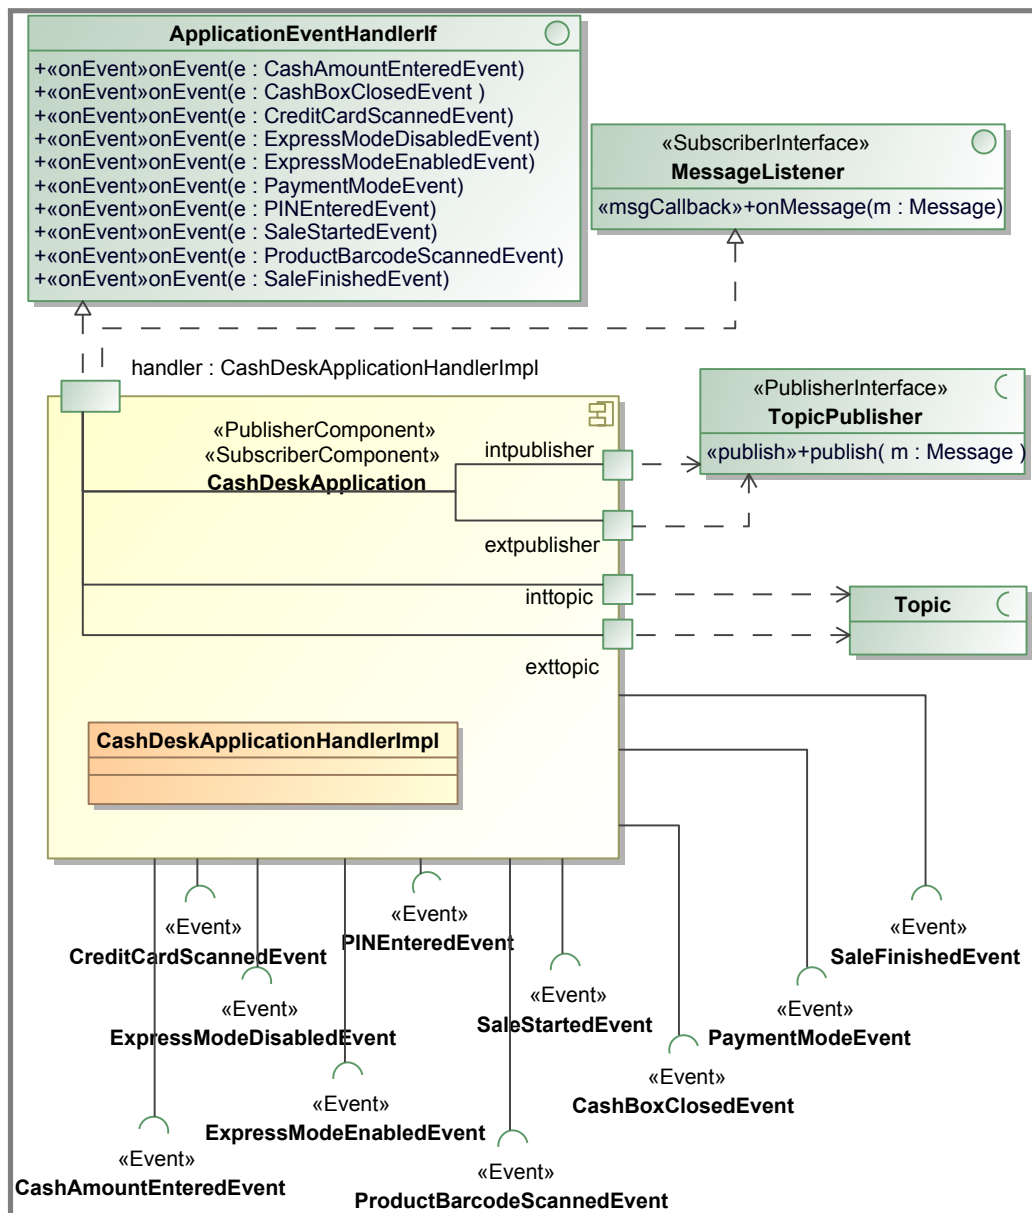 ApplicationEventHandlerIf
+«onEvent»onEvent(e : CashAmountEnteredEvent)
+«onEvent»onEvent(e : CashBoxClosedEvent )
+«onEvent»onEvent(e : CreditCardScannedEvent)
+«onEvent»onEvent(e : ExpressModeDisabledEvent)
+«onEvent»onEvent(e : ExpressModeEnabledEvent)
+«onEvent»onEvent(e : PaymentModeEvent)
+«onEvent»onEvent(e : PINEnteredEvent)
+«onEvent»onEvent(e : SaleStartedEvent)
+«onEvent»onEvent(e : ProductBarcodeScannedEvent)
+«onEvent»onEvent(e : SaleFinishedEvent)
«SubscriberInterface»
MessageListener
«msgCallback»+onMessage(m : Message)
handler : CashDeskApplicationHandlerImpl
«PublisherComponent»
«SubscriberComponent»
CashDeskApplication
intpublisher
extpublisher
inttopic
exttopic
«PublisherInterface»
TopicPublisher
«publish»+publish( m : Message )
Topic
CashDeskApplicationHandlerImpl
«Event»
CreditCardScannedEvent
«Event»
PINEnteredEvent
«Event»
SaleFinishedEvent
«Event»
ExpressModeDisabledEvent
«Event»
SaleStartedEvent
«Event»
PaymentModeEvent
«Event»
CashBoxClosedEvent
«Event»
ExpressModeEnabledEvent
«Event»
CashAmountEnteredEvent
«Event»
ProductBarcodeScannedEvent